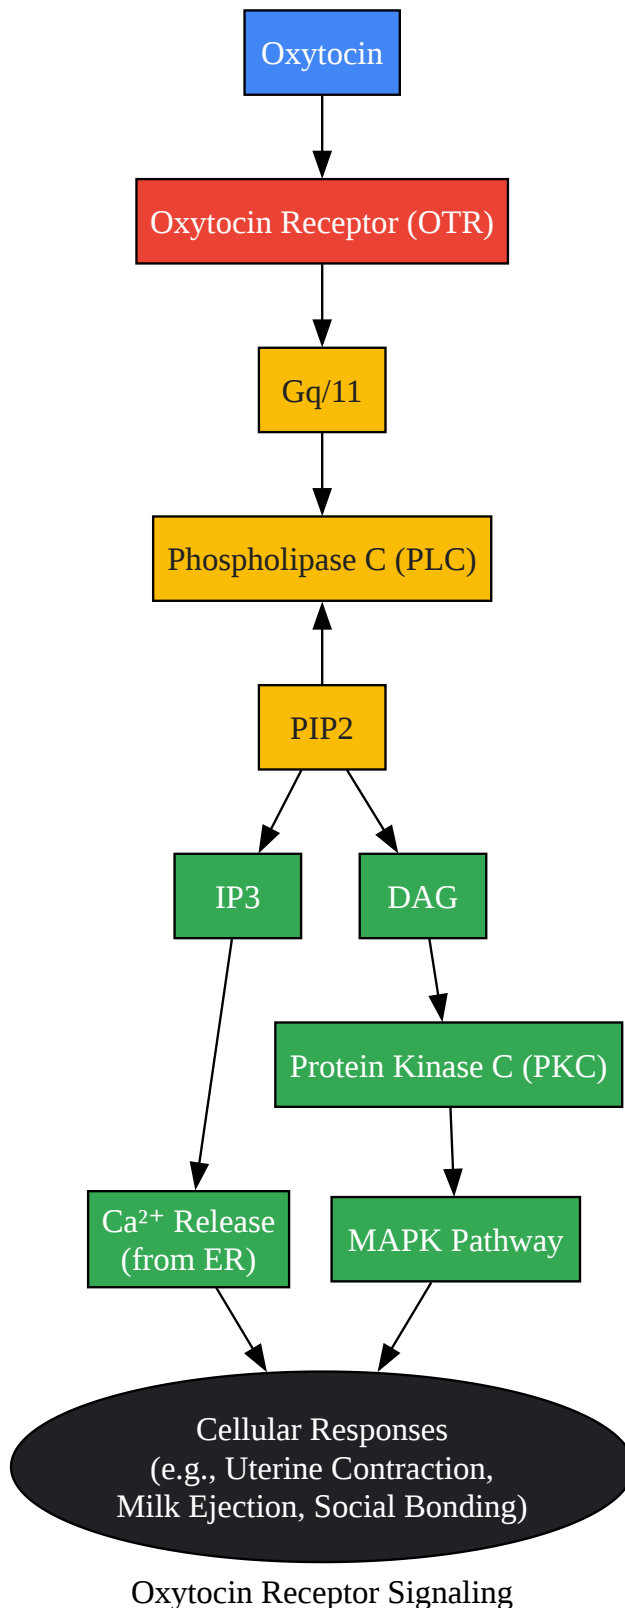 Oxytocin
Oxytocin Receptor (OTR)
Gq/11
Phospholipase C (PLC)
PIP2
IP3
DAG
Protein Kinase C (PKC)
Ca²⁺ Release
(from ER)
MAPK Pathway
Cellular Responses
(e.g., Uterine Contraction,
Milk Ejection, Social Bonding)
Oxytocin Receptor Signaling